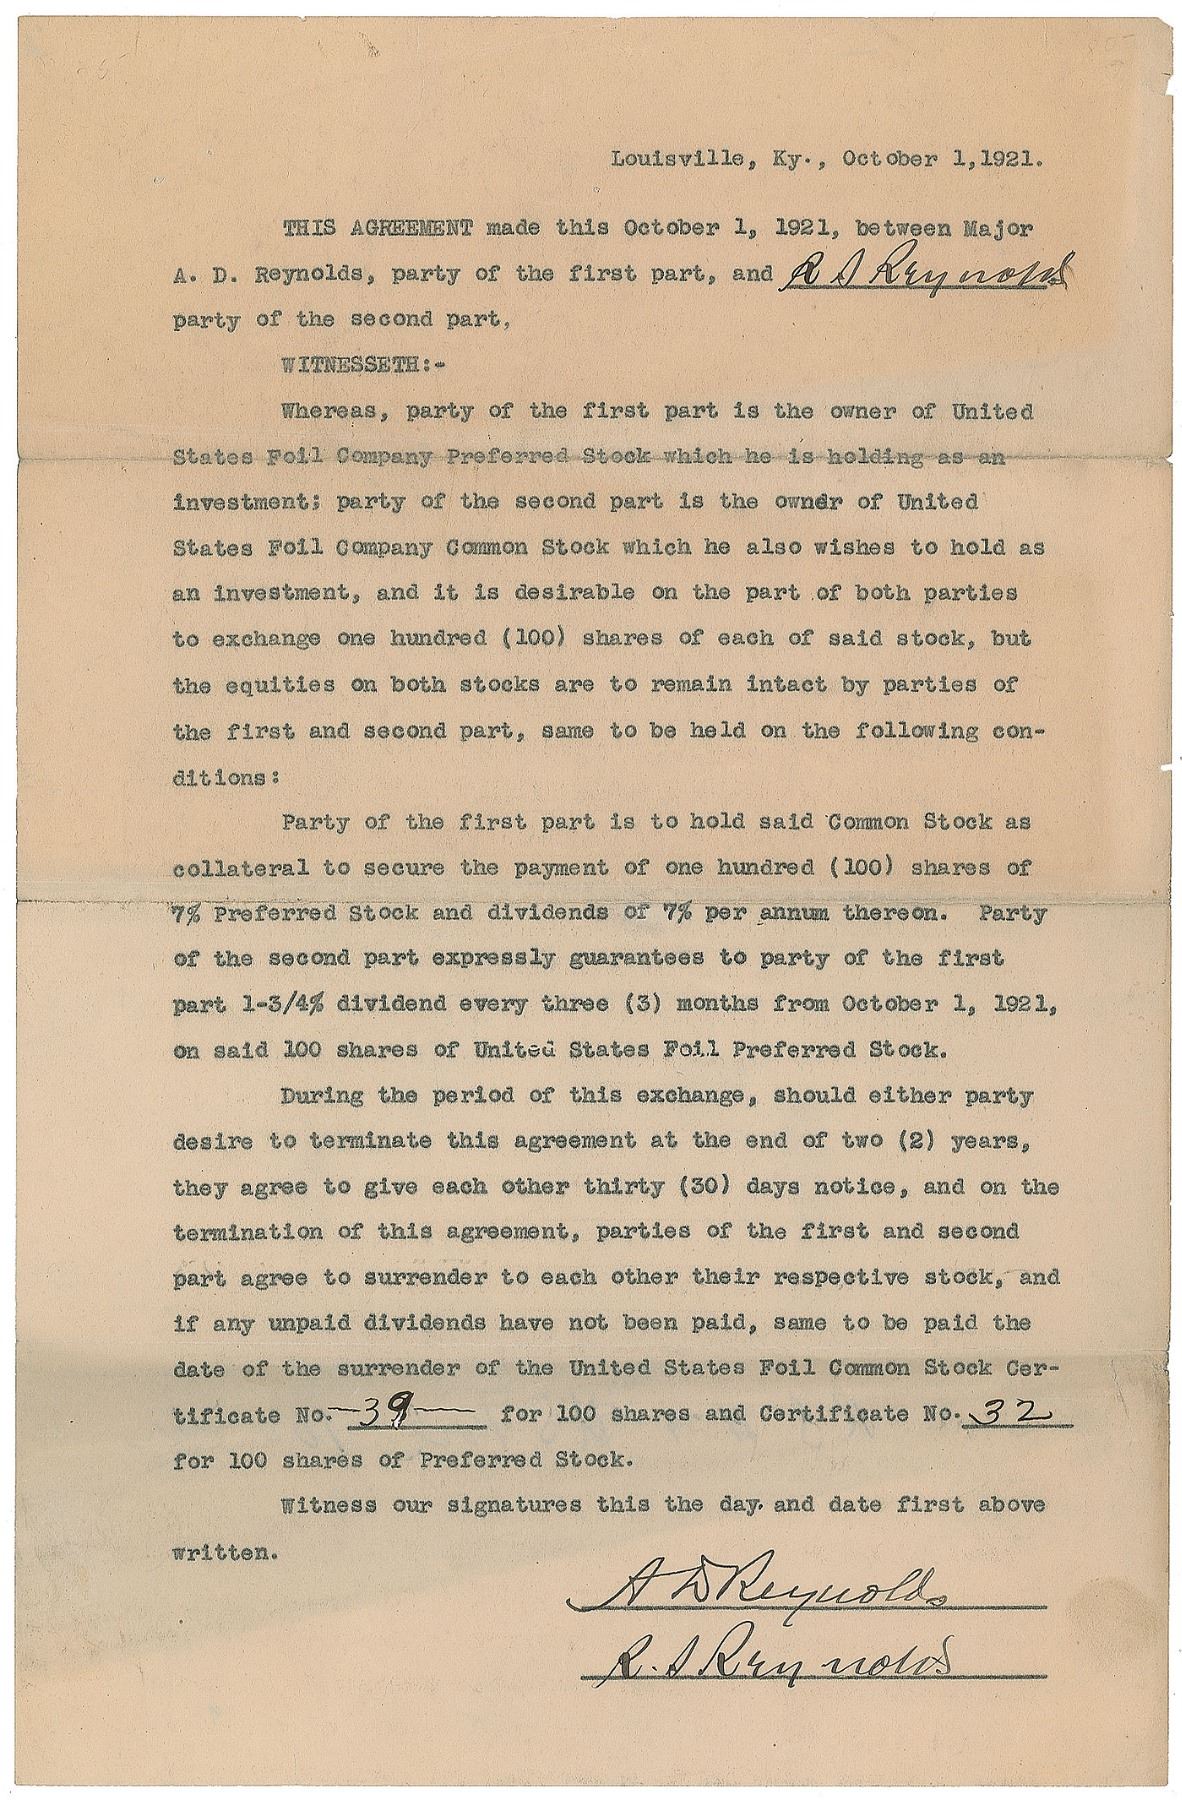 Louisville, Ky., October 1,1921.
THIS AGREEMENT made this October 1, 1921, between Major
A. D. Reynolds, party of the first part, and R S Reynolds
party of the second part,
WITNESSETH:-
Whereas, party of the first part is the owner of United
States Foil Company Preferred Stock which he is holding as an
investment; party of the second part is the owndr of United
States Foil Company Common Stock which he also wishes to hold as
an investment, and it is desirable on the part of both parties
to exchange one hundred (100) shares of each of said stock, but
the equities on both stocks are to remain intact by parties of
the first and second part, same to be held on the following con-
ditions:
Party of the first part is to hold said Common Stock as
collateral to secure the payment of one hundred (100) shares of
7% Preferred Stock and dividends of 7% per annum thereon. Party
of the second part expressly guarantees to party of the first
part 1-3/4% dividend every three (3) months from October 1, 1921,
on said 100 shares of United States Foil Preferred Stock.
During the period of this exchange, should either party
desire to terminate this agreement at the end of two (2) years,
they agree to give each other thirty (30) days notice, and on the
termination of this agreement, parties of the first and second
part agree to surrender to each other their respective stock, and
if any unpaid dividends have not been paid, same to be paid the
date of the surrender of the United States Foil Common Stock Cer-
tificate No. 39 for 100 shares and Certificate No. 32
for 100 shares of Preferred Stock.
Witness our signatures this the day and date first above
written.
A D Reynolds
R. S Reynolds